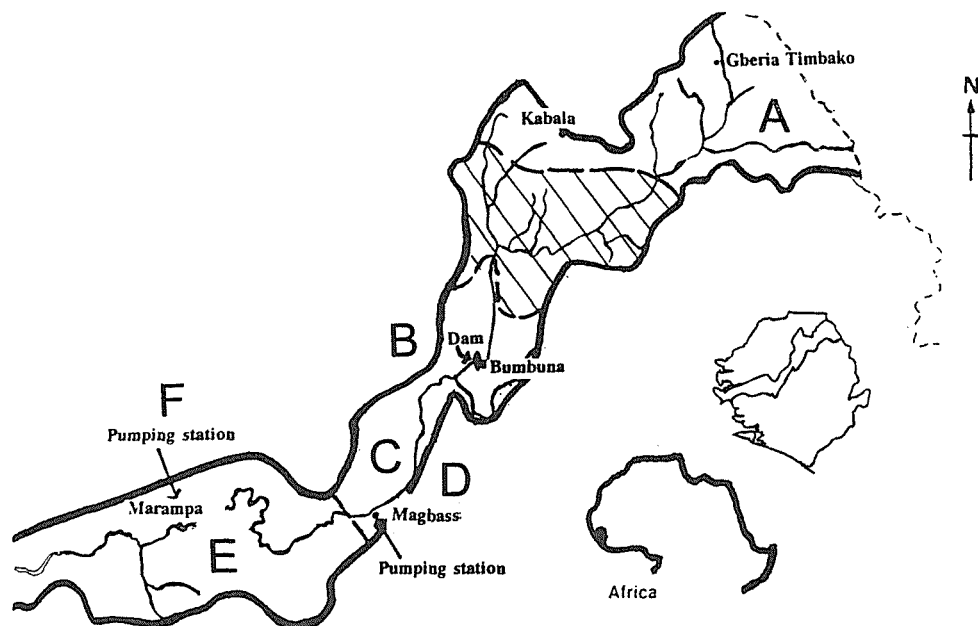 Gberia Timbako
N
Kabala
A
B
Dam
Bumbuna
F
Pumping station
C
D
Marampa
Magbass
E
Pumping station
Africa